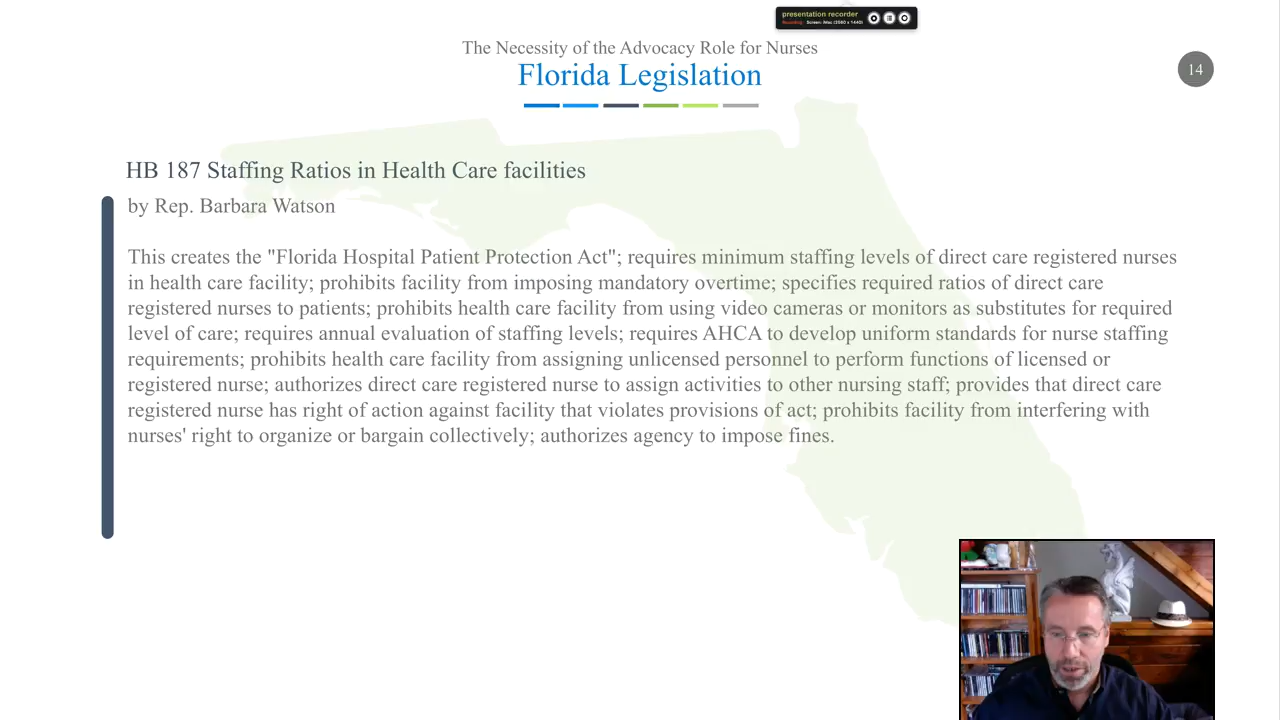 presentation recorder
Recording: Screen: iMac (2560 x 1440)
The Necessity of the Advocacy Role for Nurses
Florida Legislation
14
HB 187 Staffing Ratios in Health Care facilities
by Rep. Barbara Watson
This creates the "Florida Hospital Patient Protection Act"; requires minimum staffing levels of direct care registered nurses
in health care facility; prohibits facility from imposing mandatory overtime; specifies required ratios of direct care
registered nurses to patients; prohibits health care facility from using video cameras or monitors as substitutes for required
level of care; requires annual evaluation of staffing levels; requires AHCA to develop uniform standards for nurse staffing
requirements; prohibits health care facility from assigning unlicensed personnel to perform functions of licensed or
registered nurse; authorizes direct care registered nurse to assign activities to other nursing staff; provides that direct care
registered nurse has right of action against facility that violates provisions of act; prohibits facility from interfering with
nurses' right to organize or bargain collectively; authorizes agency to impose fines.